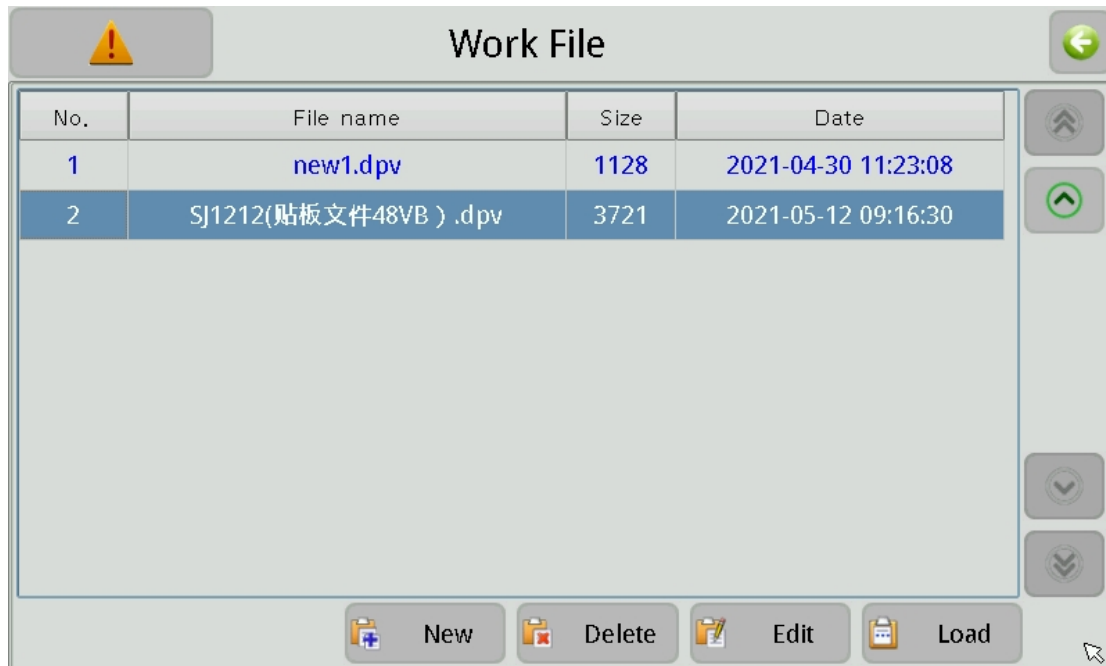 Work File
No. File name Size Date
1 new1.dpv 1128 2021-04-30 11:23:08
2 SJ1212(贴板文件48VB ) .dpv 3721 2021-05-12 09:16:30
New Delete Edit Load